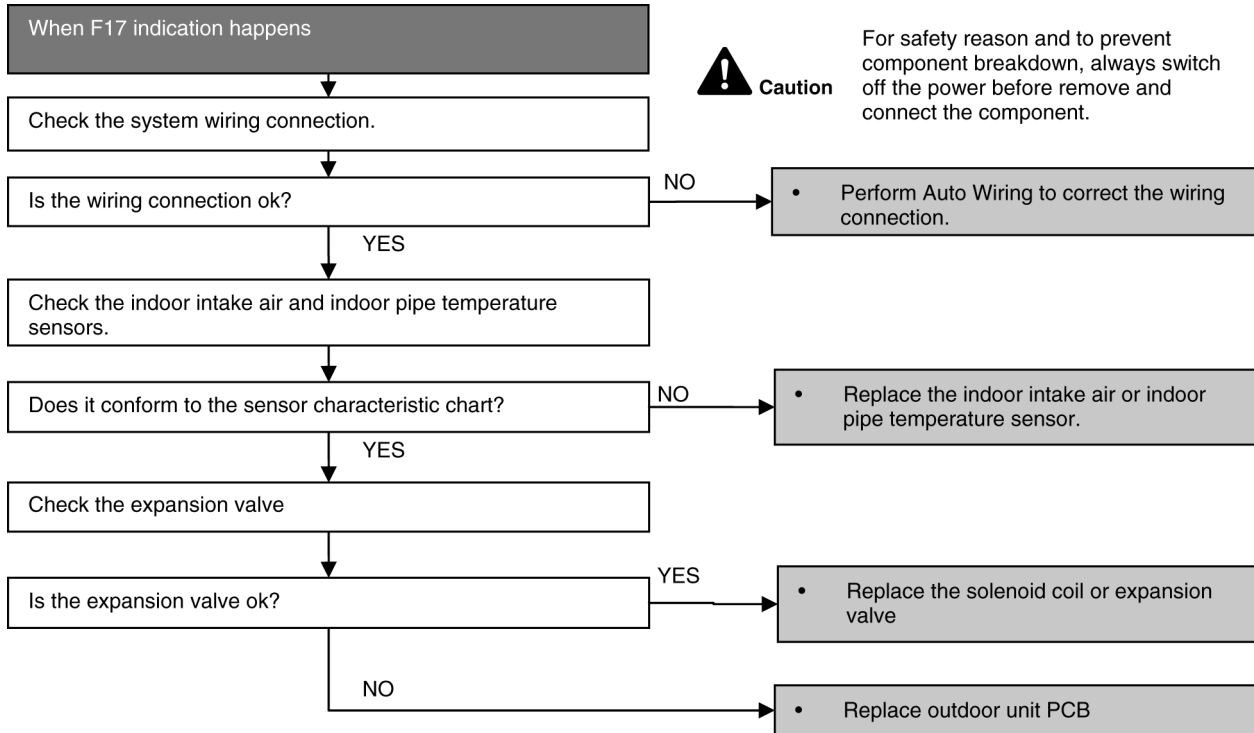 When F17 indication happens
For safety reason and to prevent
component breakdown, always switch
off the power before remove and
connect the component.
Caution
Check the system wiring connection.
Is the wiring connection ok?
NO
• Perform Auto Wiring to correct the wiring
connection.
YES
Check the indoor intake air and indoor pipe temperature
sensors.
Does it conform to the sensor characteristic chart?
NO
• Replace the indoor intake air or indoor
pipe temperature sensor.
YES
Check the expansion valve
Is the expansion valve ok?
YES
• Replace the solenoid coil or expansion
valve
NO
• Replace outdoor unit PCB